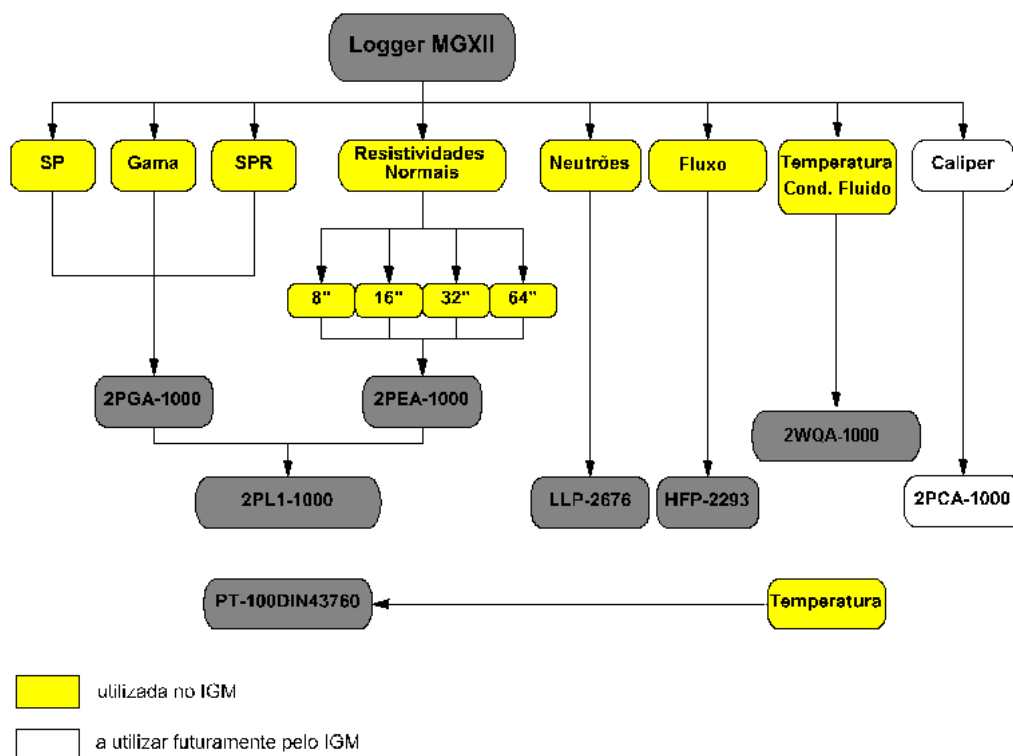 Logger MGXII
SP
Gama
SPR
Resistividades
Normais
Neutrões
Fluxo
Temperatura
Cond. Fluido
Caliper
8"
16"
32"
64"
2PGA-1000
2PEA-1000
2WQA-1000
2PL1-1000
LLP-2676
HFP-2293
2PCA-1000
PT-100DIN43760
Temperatura
utilizada no IGM
a utilizar futuramente pelo IGM